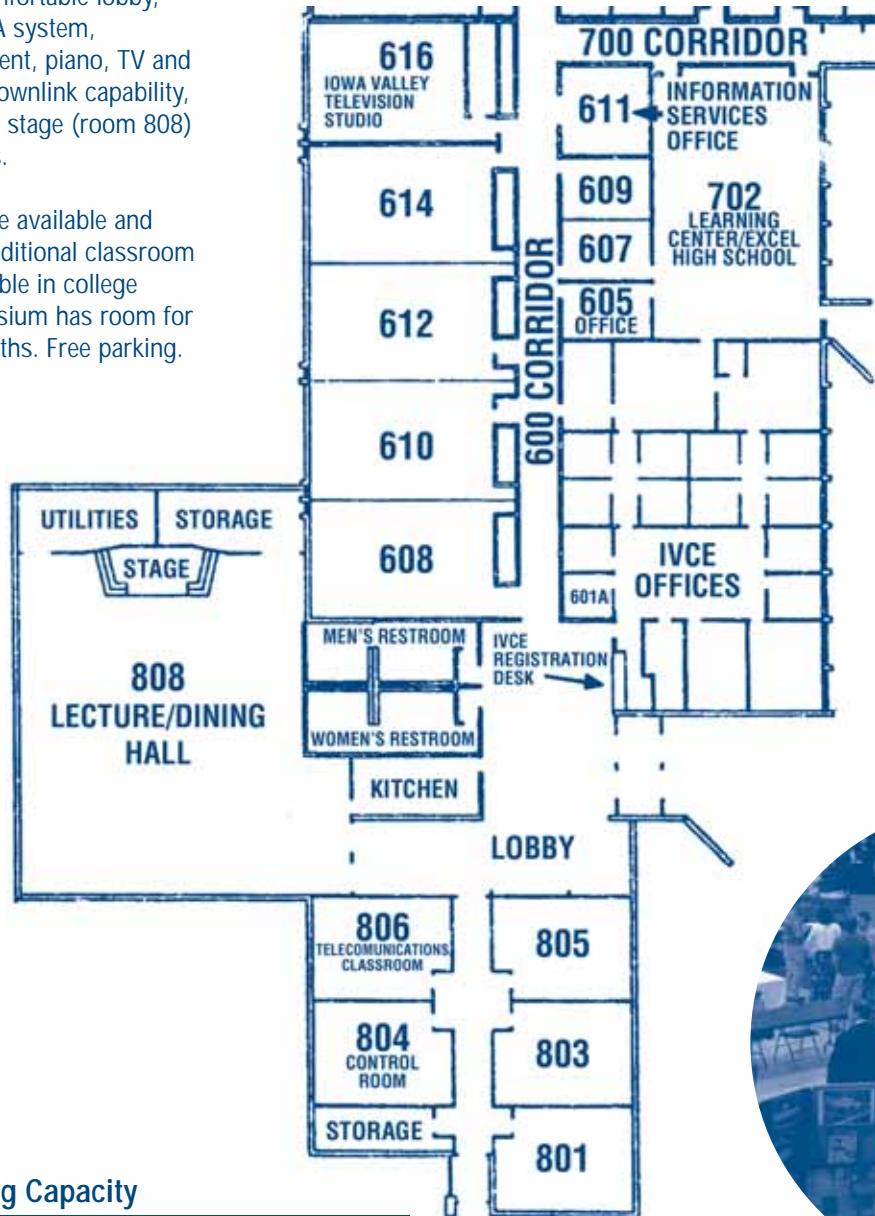 nfortable lobby,
A system,
ent, piano, TV and
ownlink capability,
stage (room 808)
s.
e available and
ditional classroom
ble in college
sium has room for
ths. Free parking.
616
IOWA VALLEY
TELEVISION
STUDIO
614
612
610
608
700 CORRIDOR
611
INFORMATION
SERVICES
OFFICE
609
607
605
OFFICE
702
LEARNING
CENTER/EXCEL
HIGH SCHOOL
600 CORRIDOR
601A
IVCE
OFFICES
UTILITIES
STORAGE
STAGE
808
LECTURE/DINING
HALL
MEN'S RESTROOM
WOMEN'S RESTROOM
IVCE
REGISTRATION
DESK
KITCHEN
LOBBY
806
TELECOMUNICATIONS
CLASSROOM
805
804
CONTROL
ROOM
803
STORAGE
801
g Capacity